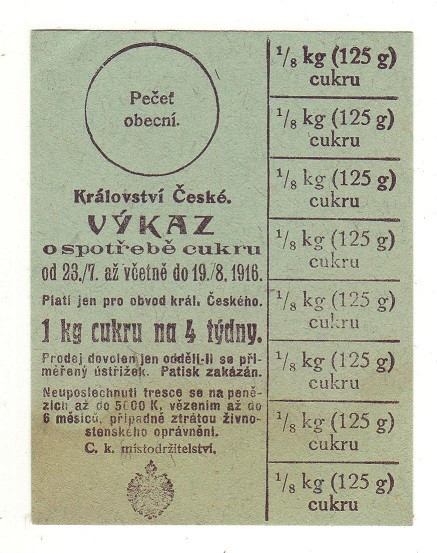 Pečeť
obecní.
Království České.
VÝKAZ
o spotřebě cukru
od 23./7. až včetně do 19./8. 1916.
Platí jen pro obvod král. Českého.
1 kg cukru na 4 týdny.
Prodej dovolen jen oddělí-li se při-
měřený ústřižek. Patisk zakázán.
Neuposlechnutí tresce se na peně-
zích až do 5000 K, vězením až do
6 měsíců, případně ztrátou živno-
stenského oprávnění.
C. k. místodržitelství.
1/8 kg (125 g)
cukru
1/8 kg (125 g)
cukru
1/8 kg (125 g)
cukru
1/8 kg (125 g)
cukru
1/8 kg (125 g)
cukru
1/8 kg (125 g)
cukru
1/8 kg (125 g)
cukru
1/8 kg (125 g)
cukru